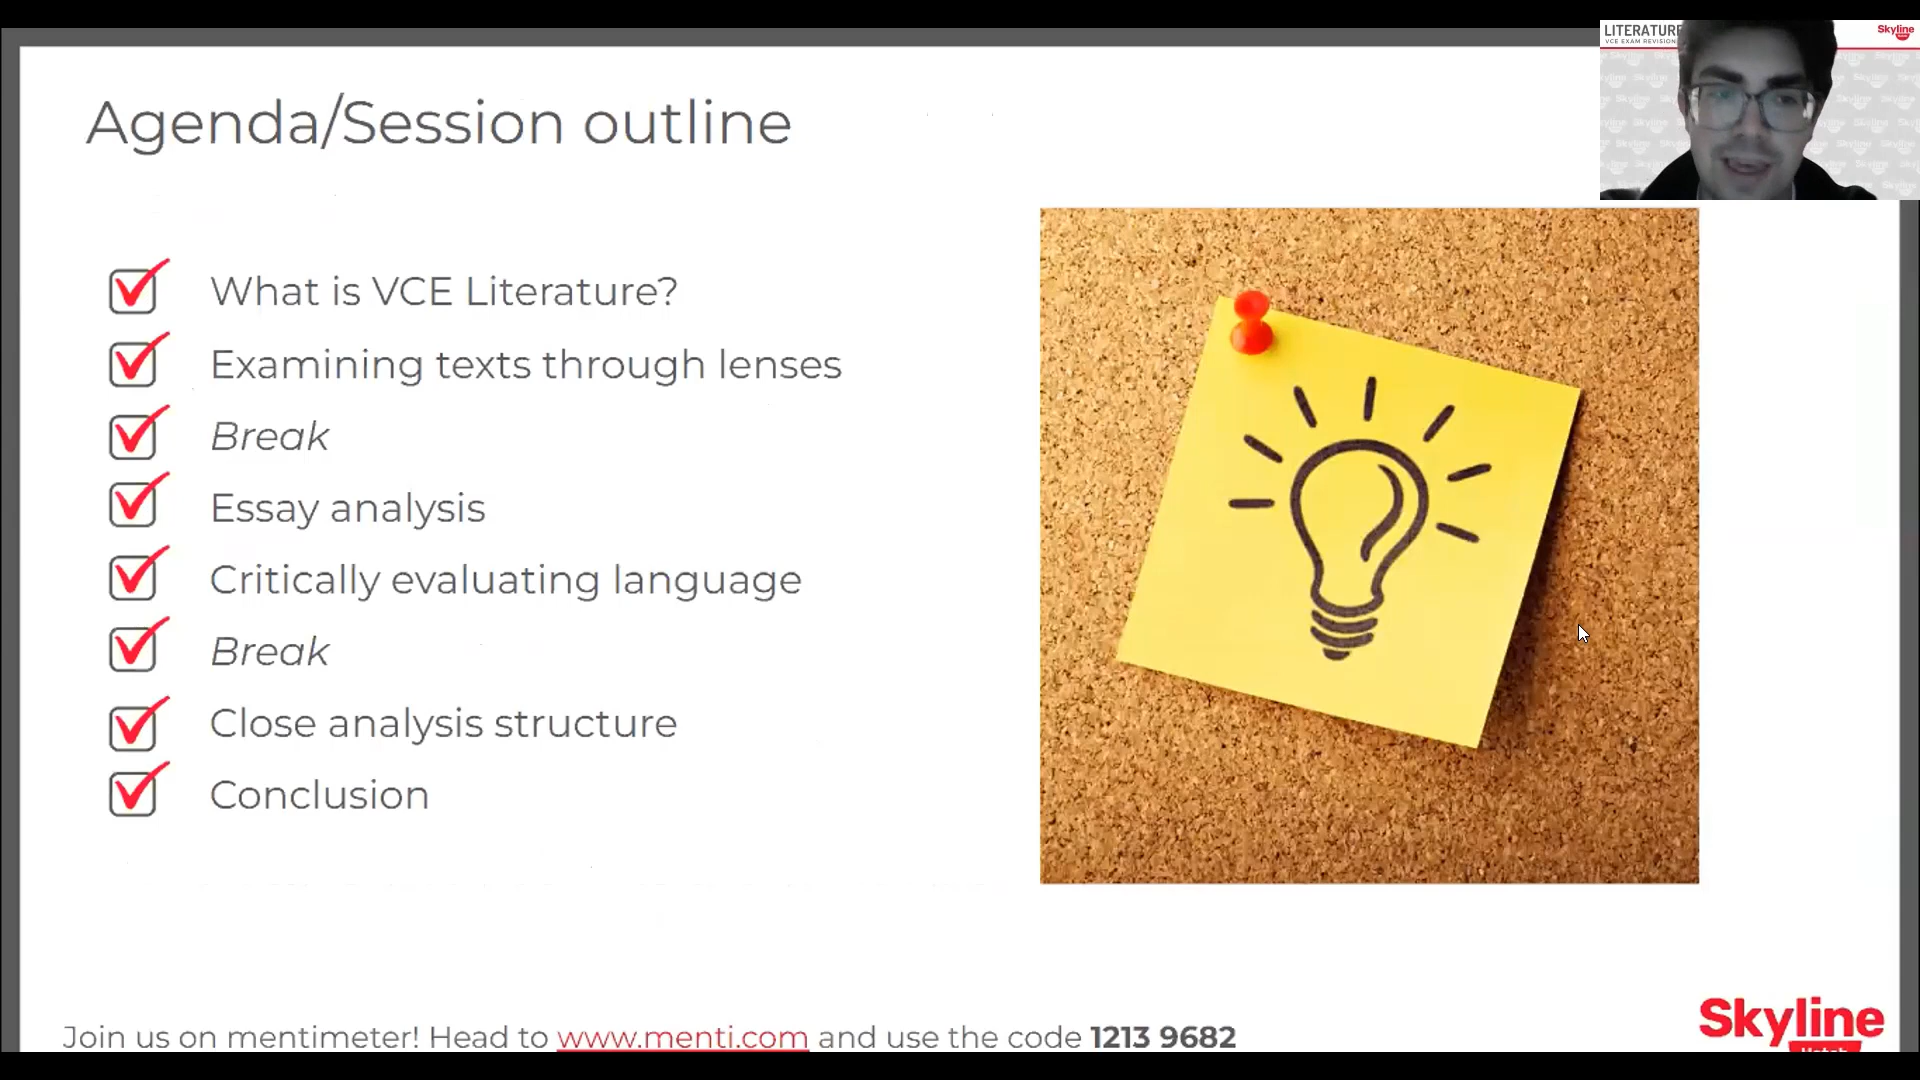 LITERATURE
VCE EXAM REVISION
Skyline
Agenda/Session outline
What is VCE Literature?
Examining texts through lenses
Break
Essay analysis
Critically evaluating language
Break
Close analysis structure
Conclusion
Join us on mentimeter! Head to www.menti.com and use the code 1213 9682
Skyline